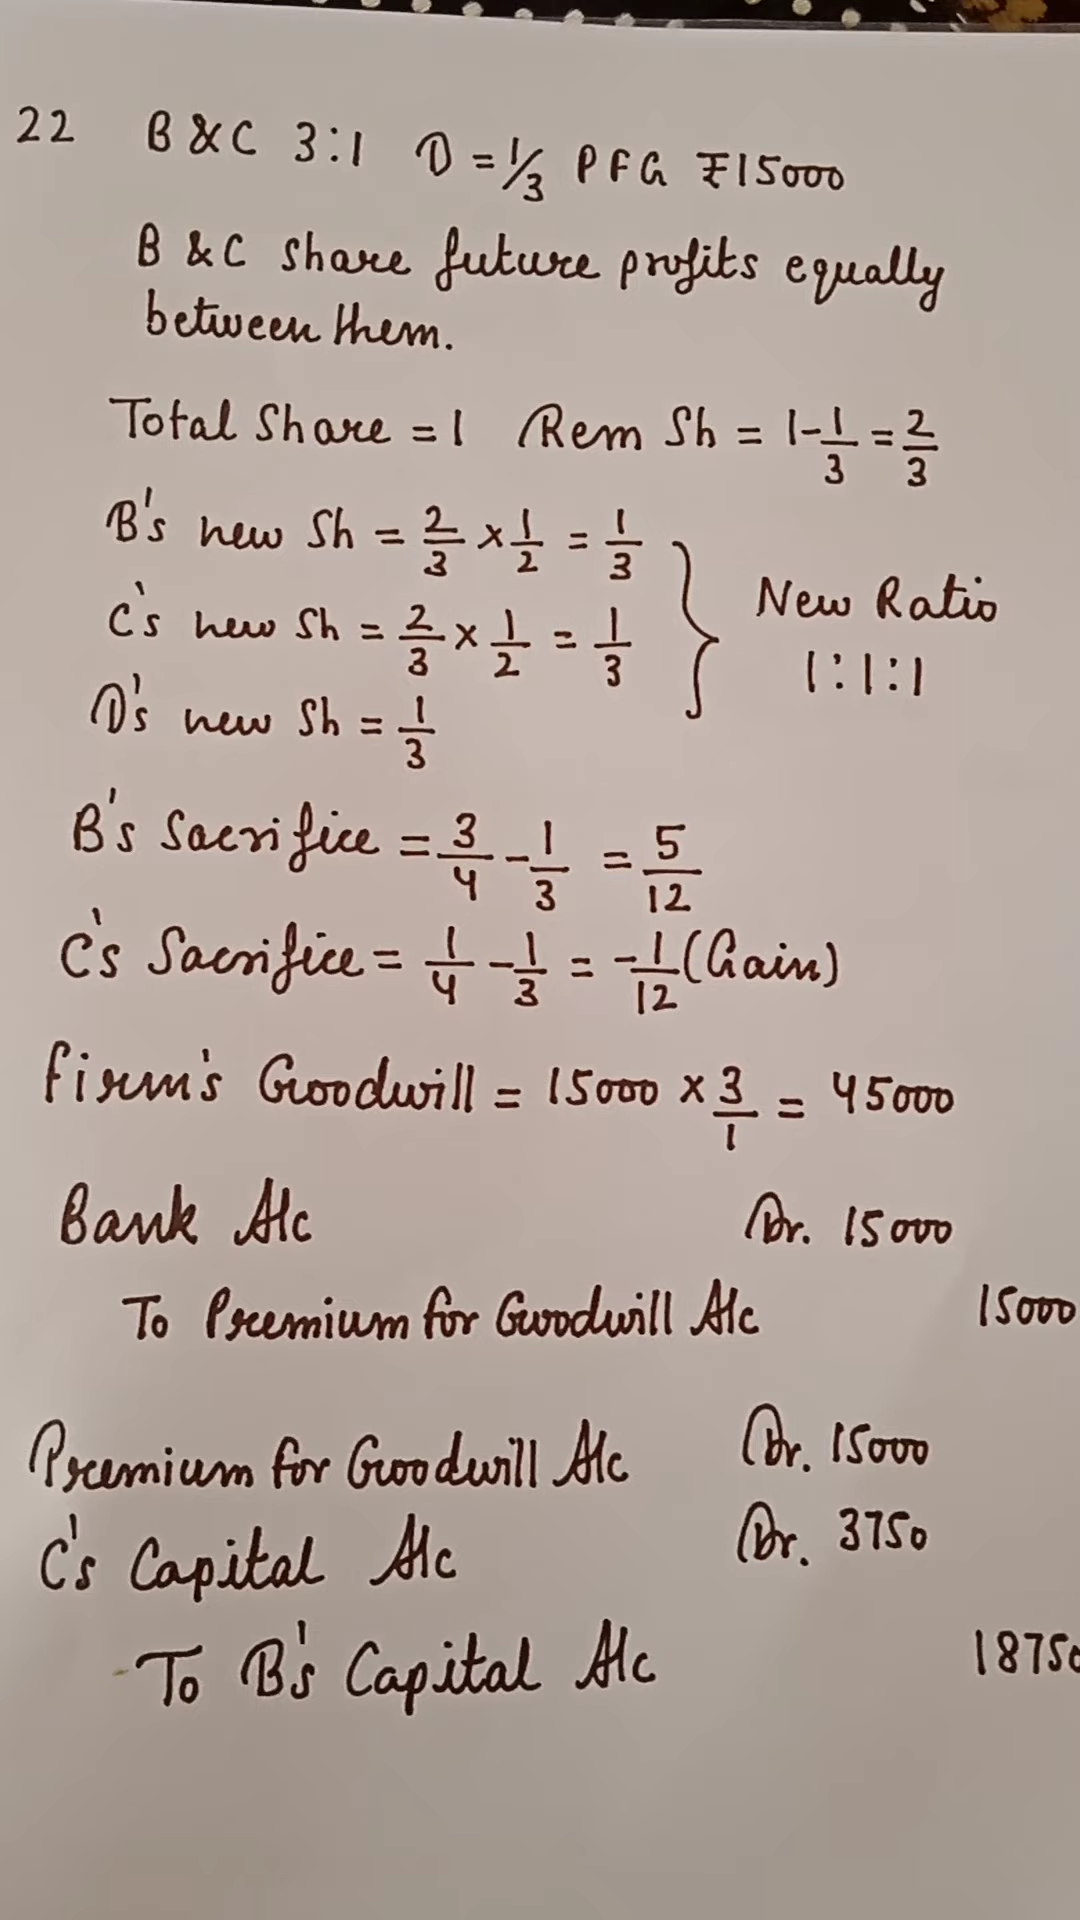 22 B & C 3:1 D = 1/3 PFG ₹15000
B & C share future profits equally
between them.
Total Share = 1 Rem Sh = 1-1/3 = 2/3
B's new Sh = 2/3 x 1/2 = 1/3
C's new Sh = 2/3 x 1/2 = 1/3
D's new Sh = 1/3
New Ratio
1:1:1
B's Sacrifice = 3/4 - 1/3 = 5/12
C's Sacrifice = 1/4 - 1/3 = -1/12 (Gain)
Firm's Goodwill = 15000 x 3/1 = 45000
Bank A/c Dr. 15000
To Premium for Goodwill A/c 15000
Premium for Goodwill A/c Dr. 15000
C's Capital A/c Dr. 3750
To B's Capital A/c 18750